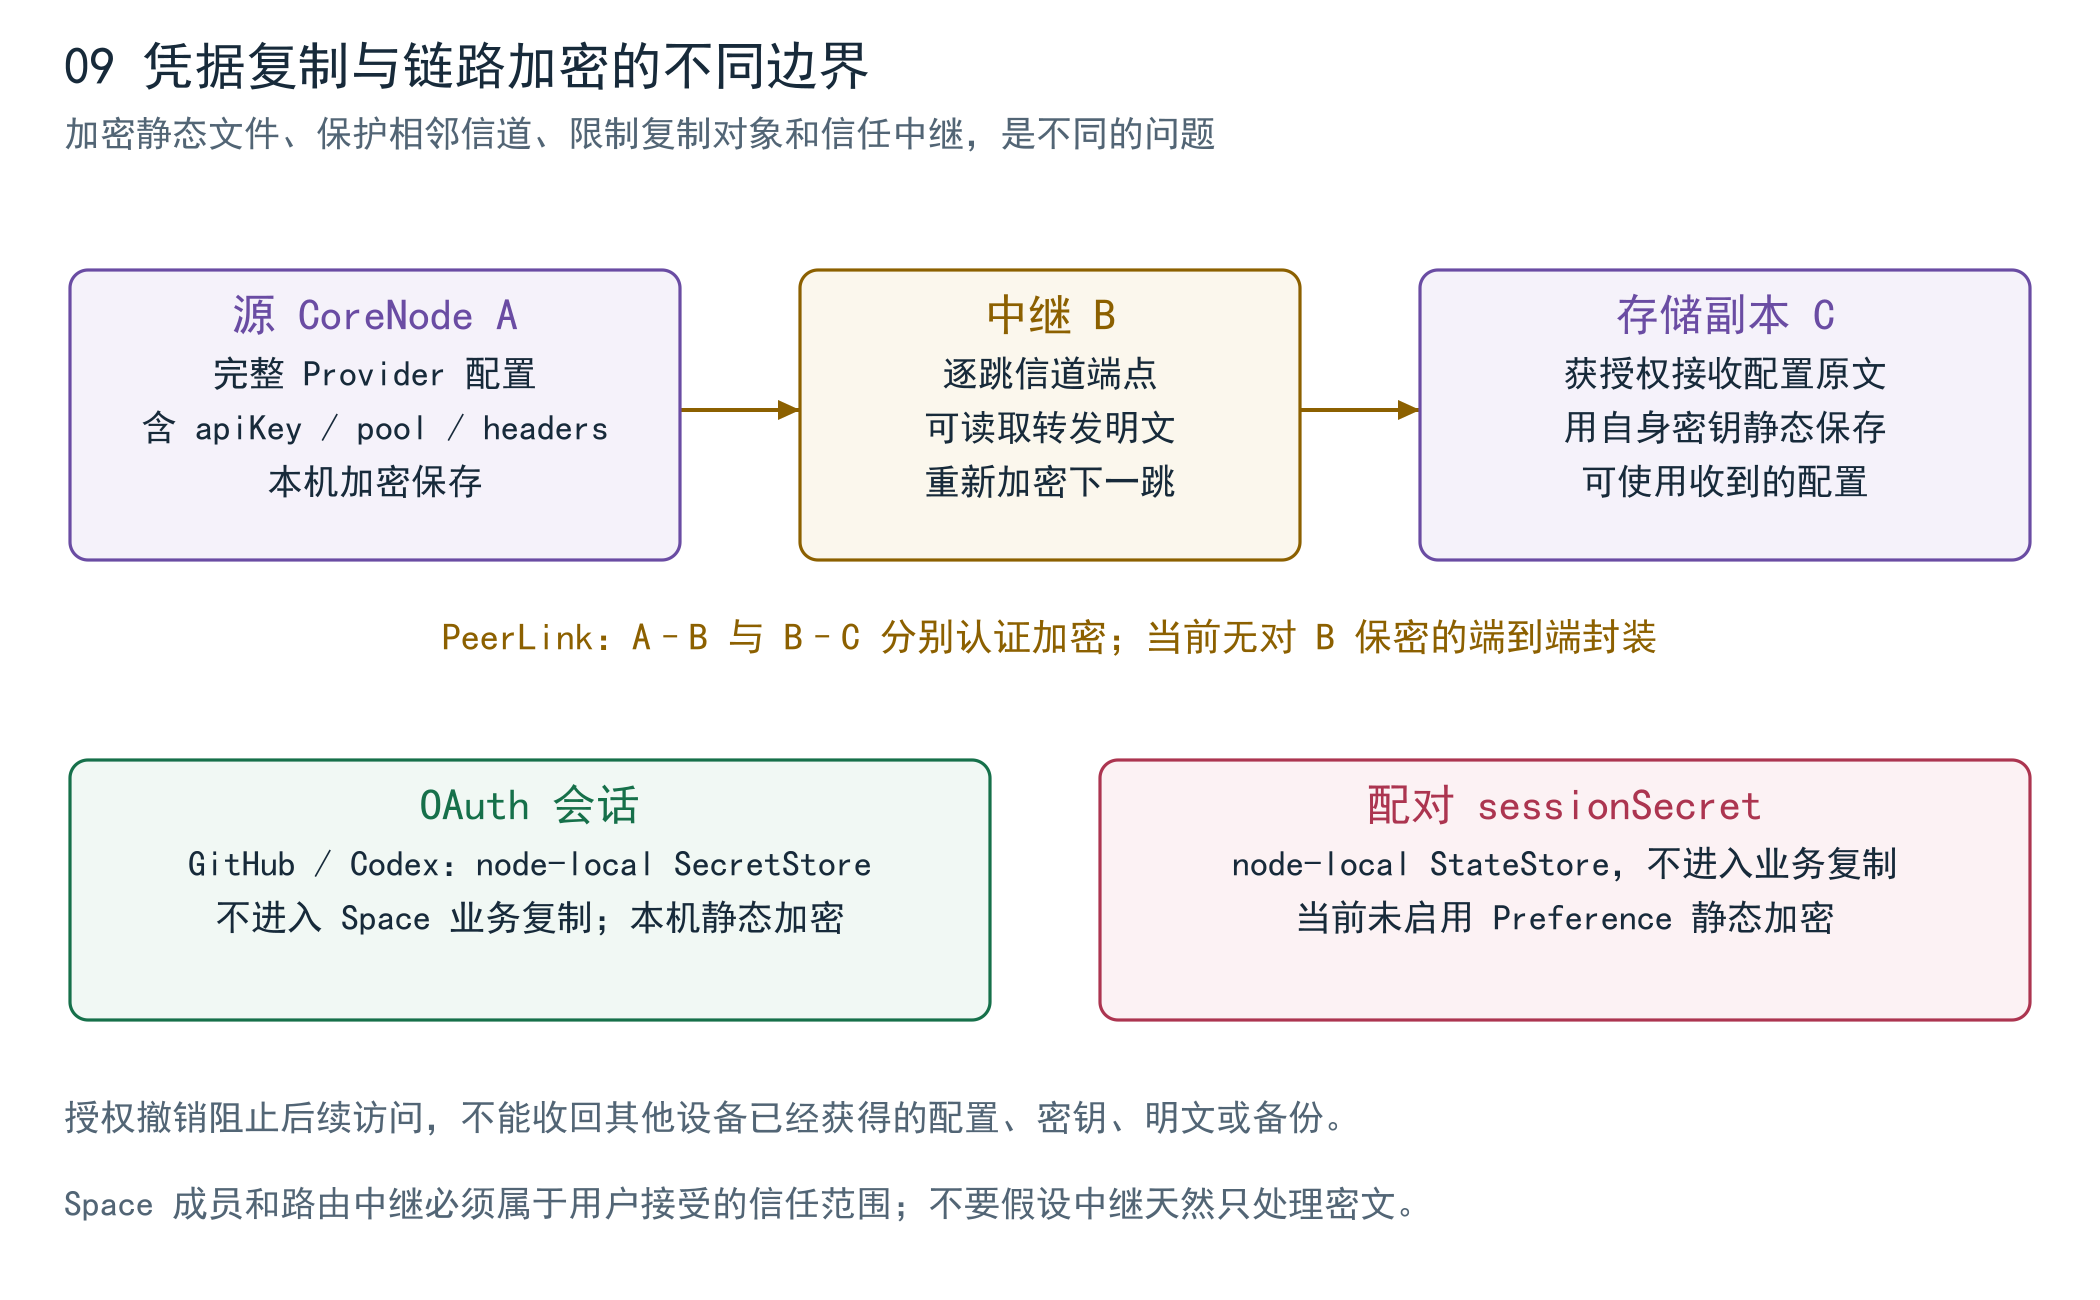 09 凭据复制与链路加密的不同边界
加密静态文件、保护相邻信道、限制复制对象和信任中继，是不同的问题
源 CoreNode A
完整 Provider 配置
含 apiKey / pool / headers
本机加密保存
中继 B
逐跳信道端点
可读取转发明文
重新加密下一跳
存储副本 C
获授权接收配置原文
用自身密钥静态保存
可使用收到的配置
PeerLink：A–B 与 B–C 分别认证加密；当前无对 B 保密的端到端封装
OAuth 会话
GitHub / Codex：node-local SecretStore
不进入 Space 业务复制；本机静态加密
配对 sessionSecret
node-local StateStore，不进入业务复制
当前未启用 Preference 静态加密
授权撤销阻止后续访问，不能收回其他设备已经获得的配置、密钥、明文或备份。
Space 成员和路由中继必须属于用户接受的信任范围；不要假设中继天然只处理密文。